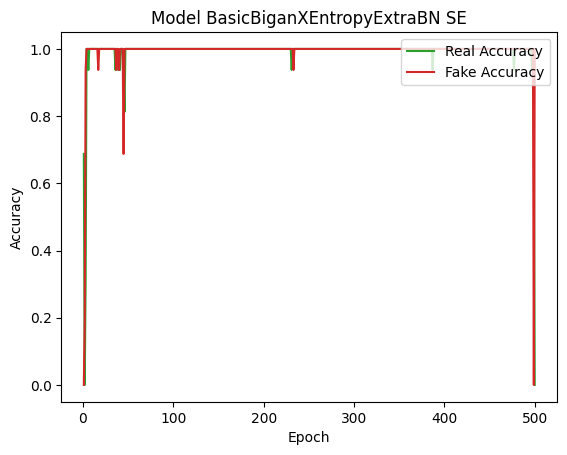 Model BasicBiganXEntropyExtraBN SE
1.0
0.8
0.6
0.4
0.2
0.0
Accuracy
Real Accuracy
Fake Accuracy
0
100
200
300
400
500
Epoch